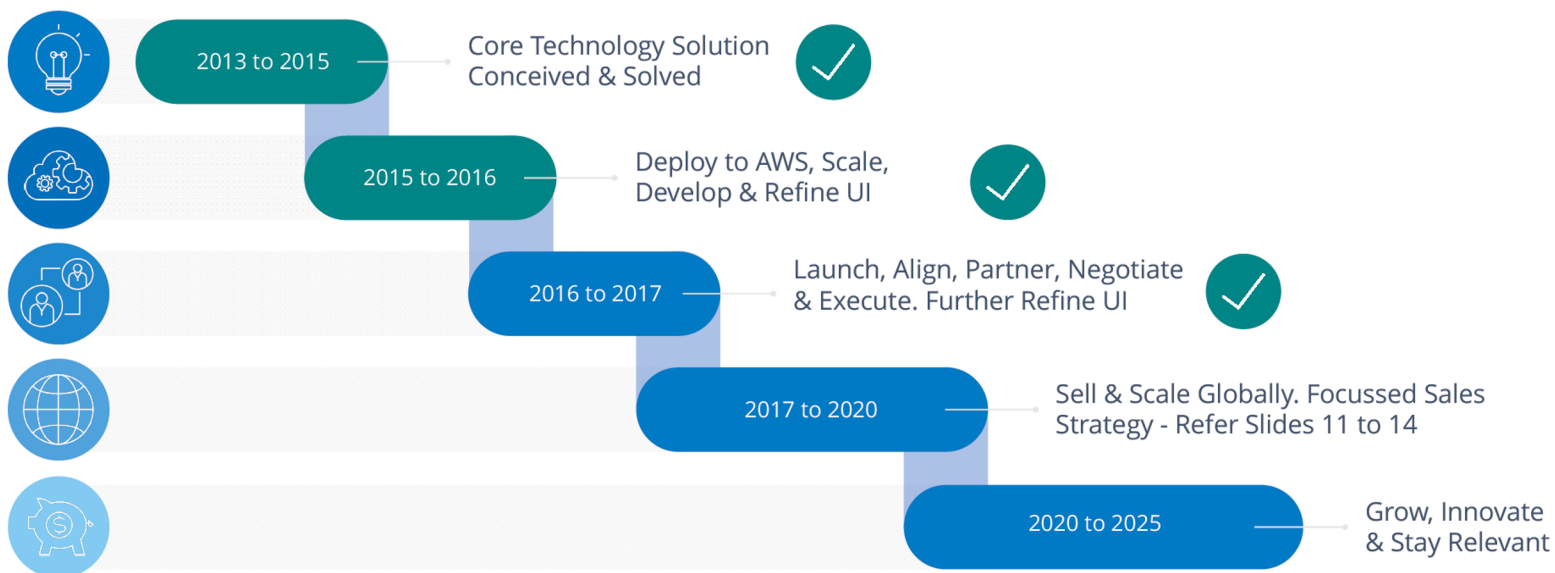 2013 to 2015
Core Technology Solution
Conceived & Solved
2015 to 2016
Deploy to AWS, Scale,
Develop & Refine UI
2016 to 2017
Launch, Align, Partner, Negotiate
& Execute. Further Refine UI
2017 to 2020
Sell & Scale Globally. Focussed Sales
Strategy - Refer Slides 11 to 14
$
2020 to 2025
Grow, Innovate
& Stay Relevant